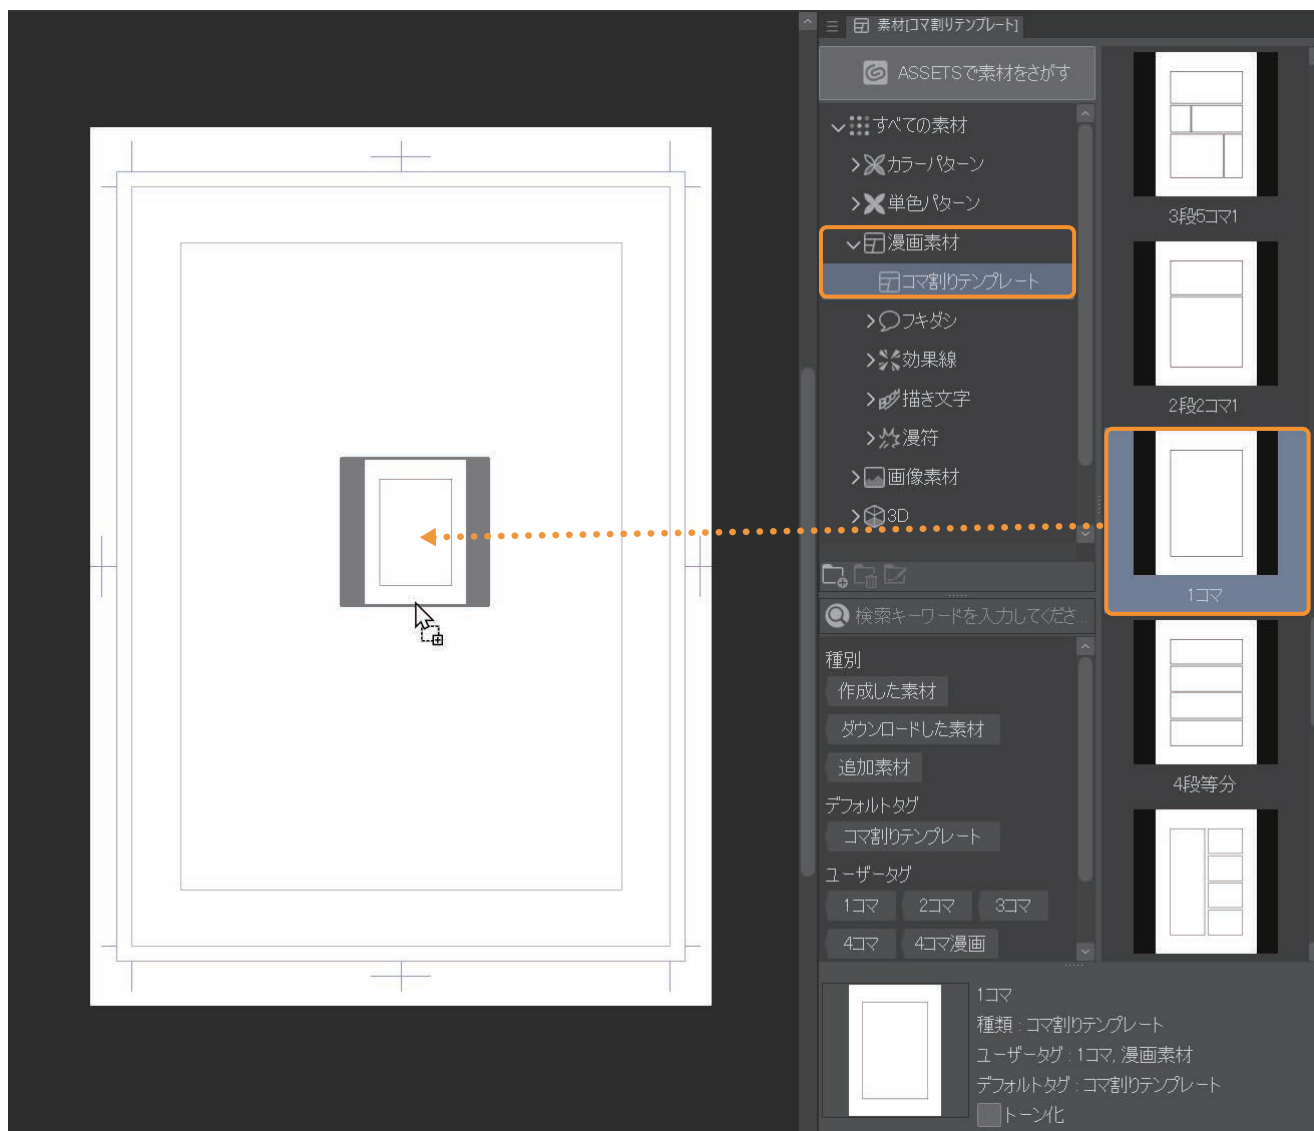 素材[コマ割りテンプレート]
ASSETSで素材をさがす
すべての素材
カラーパターン
単色パターン
漫画素材
コマ割りテンプレート
フキダシ
効果線
描き文字
漫符
画像素材
3D
検索キーワードを入力してくださ...
種別
作成した素材
ダウンロードした素材
追加素材
デフォルトタグ
コマ割りテンプレート
ユーザータグ
1コマ 2コマ 3コマ
4コマ 4コマ漫画
3段5コマ1
2段2コマ1
1コマ
4段等分
1コマ
種類 : コマ割りテンプレート
ユーザータグ : 1コマ, 漫画素材
デフォルトタグ : コマ割りテンプレート
トーン化